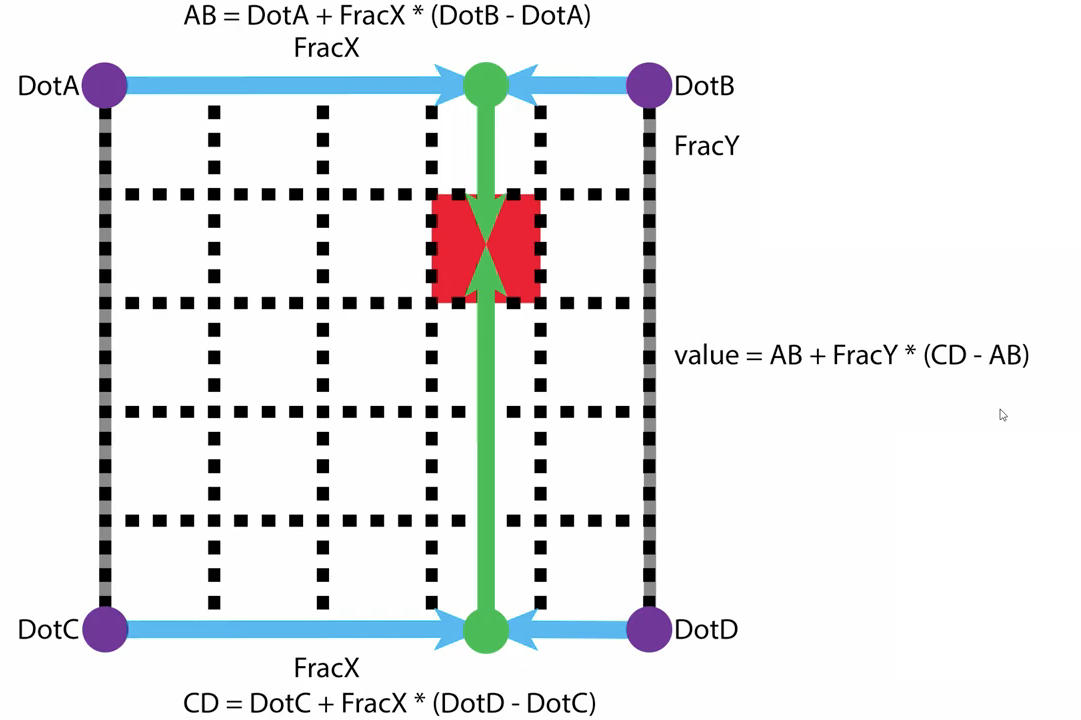 AB = DotA + FracX * (DotB - DotA)
FracX
DotA
DotB
FracY
value = AB + FracY * (CD - AB)
DotC
DotD
FracX
CD = DotC + FracX * (DotD - DotC)